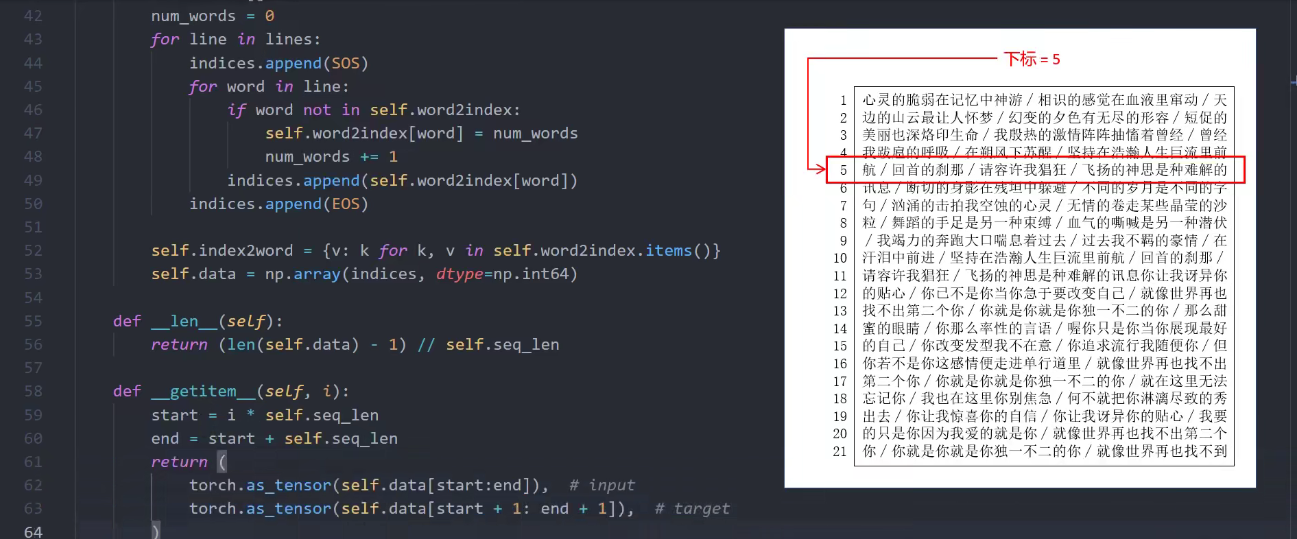 42 num_words = 0
43 for line in lines:
44 indices.append(SOS)
45 for word in line:
46 if word not in self.word2index:
47 self.word2index[word] = num_words
48 num_words += 1
49 indices.append(self.word2index[word])
50 indices.append(EOS)
51
52 self.index2word = {v: k for k, v in self.word2index.items()}
53 self.data = np.array(indices, dtype=np.int64)
54
55 def __len__(self):
56 return (len(self.data) - 1) // self.seq_len
57
58 def __getitem__(self, i):
59 start = i * self.seq_len
60 end = start + self.seq_len
61 return (
62 torch.as_tensor(self.data[start:end]), # input
63 torch.as_tensor(self.data[start + 1: end + 1]), # target
64 )
下标 = 5
1 心灵的脆弱在记忆中神游 / 相识的感觉在血液里窜动 / 天
2 边的山云最让人怀梦 / 幻变的夕色有无尽的形容 / 短促的
3 美丽也深烙印生命 / 我殷热的激情阵阵抽慉着曾经 / 曾经
4 我跋扈的呼吸 / 在朔风下苏醒 / 坚持在浩瀚人生巨流里前
5 航 / 回首的刹那 / 请容许我猖狂 / 飞扬的神思是种难解的
6 讯息 / 断切的身影在残垣中躲避 / 不同的岁月是不同的字
7 句 / 汹涌的击拍我空蚀的心灵 / 无情的卷走某些晶莹的沙
8 粒 / 舞蹈的手足是另一种束缚 / 血气的嘶喊是另一种潜伏
9 / 我竭力的奔跑大口喘息着过去 / 过去我不羁的豪情 / 在
10 汗泪中前进 / 坚持在浩瀚人生巨流里前航 / 回首的刹那 /
11 请容许我猖狂 / 飞扬的神思是种难解的讯息你让我讶异你
12 的贴心 / 你已不是你当你急于要改变自己 / 就像世界再也
13 找不出第二个你 / 你就是你就是你独一不二的你 / 那么甜
14 蜜的眼睛 / 你那么率性的言语 / 喔你只是你当你展现最好
15 的自己 / 你改变发型我不在意 / 你追求流行我随便你 / 但
16 你若不是你这感情便走进单行道里 / 就像世界再也找不出
17 第二个你 / 你就是你就是你独一不二的你 / 就在这里无法
18 忘记你 / 我也在这里你别焦急 / 何不就把你淋漓尽致的秀
19 出去 / 你让我惊喜你的自信 / 你让我讶异你的贴心 / 我要
20 的只是你因为我爱的就是你 / 就像世界再也找不出第二个
21 你 / 你就是你就是你独一不二的你 / 就像世界再也找不到